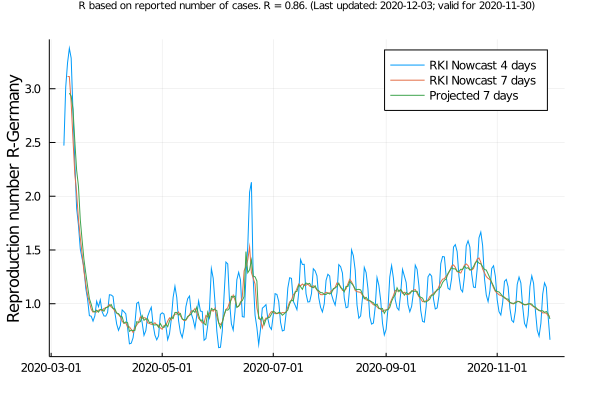 R based on reported number of cases. R = 0.86. (Last updated: 2020-12-03; valid for 2020-11-30)
RKI Nowcast 4 days
RKI Nowcast 7 days
Projected 7 days
Reproduction number R-Germany
3.0
2.5
2.0
1.5
1.0
2020-03-01
2020-05-01
2020-07-01
2020-09-01
2020-11-01